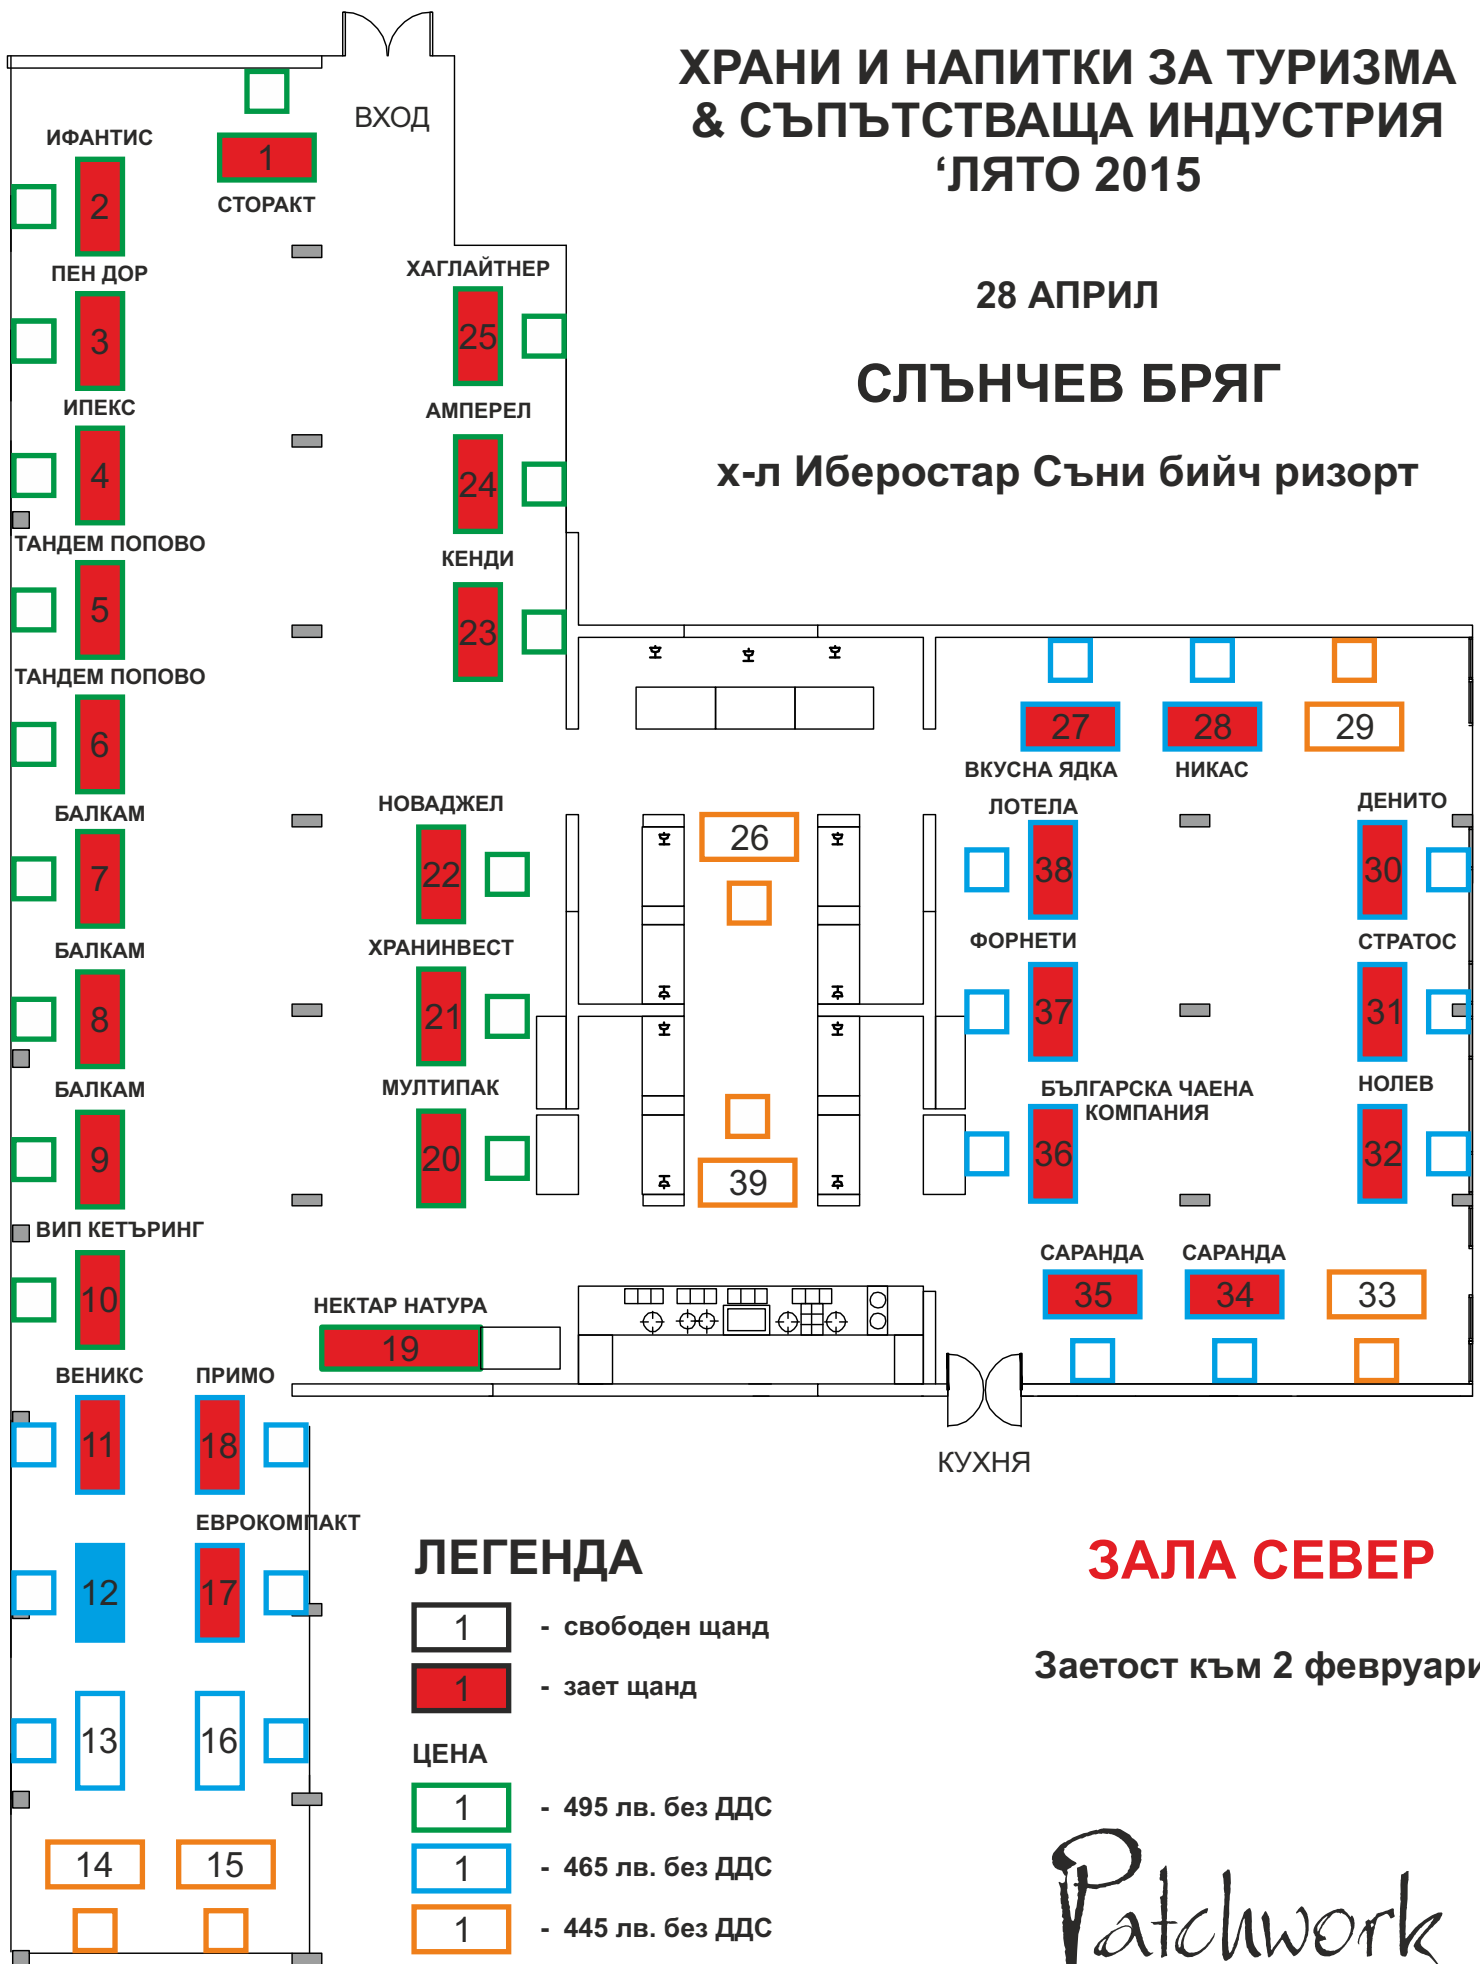 ХРАНИ И НАПИТКИ ЗА ТУРИЗМА
& СЪПЪТСТВАЩА ИНДУСТРИЯ
‘ЛЯТО 2015
28 АПРИЛ
СЛЪНЧЕВ БРЯГ
х-л Иберостар Съни бийч ризорт
ВХОД
1
СТОРАКТ
ИФАНТИС
2
ПЕН ДОР
3
ИПЕКС
4
ТАНДЕМ ПОПОВО
5
ТАНДЕМ ПОПОВО
6
БАЛКАМ
7
БАЛКАМ
8
БАЛКАМ
9
ВИП КЕТЪРИНГ
10
ВЕНИКС
11
12
13
14
15
16
ЕВРОКОМПАКТ
17
ПРИМО
18
НЕКТАР НАТУРА
19
МУЛТИПАК
20
ХРАНИНВЕСТ
21
НОВАДЖЕЛ
22
КЕНДИ
23
АМПЕРЕЛ
24
ХАГЛАЙТНЕР
25
26
27
ВКУСНА ЯДКА
28
НИКАС
29
ДЕНИТО
30
СТРАТОС
31
НОЛЕВ
32
33
САРАНДА
34
САРАНДА
35
БЪЛГАРСКА ЧАЕНА
КОМПАНИЯ
36
ФОРНЕТИ
37
ЛОТЕЛА
38
39
КУХНЯ
ЛЕГЕНДА
1 - свободен щанд
1 - зает щанд
ЦЕНА
1 - 495 лв. без ДДС
1 - 465 лв. без ДДС
1 - 445 лв. без ДДС
ЗАЛА СЕВЕР
Заетост към 2 февруари
Patchwork